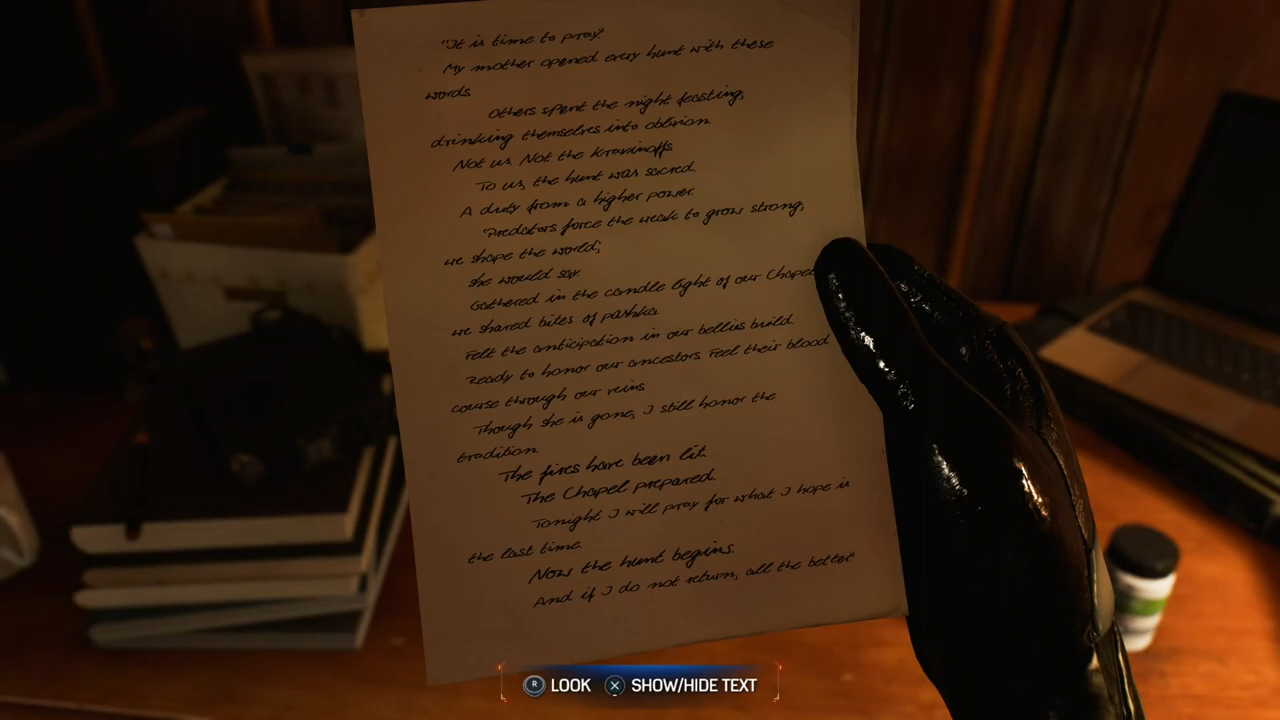 "It is time to pray."
My mother opened every hunt with these
words.
Others spent the night feasting,
drinking themselves into oblivion.
Not us. Not the Kravinoffs
To us, the hunt was sacred.
A duty from a higher power.
'Predators force the weak to grow strong,
we shape the world,'
she would say.
Gathered in the candle light of our Chapel
we shared bites of pashka.
Felt the anticipation in our bellies build.
Ready to honor our ancestors. Feel their blood
course through our veins.
Though she is gone, I still honor the
tradition.
The fires have been lit.
The Chapel prepared.
Tonight I will pray for what I hope is
the last time.
Now the hunt begins.
And if I do not return, all the better."
R LOOK X SHOW/HIDE TEXT